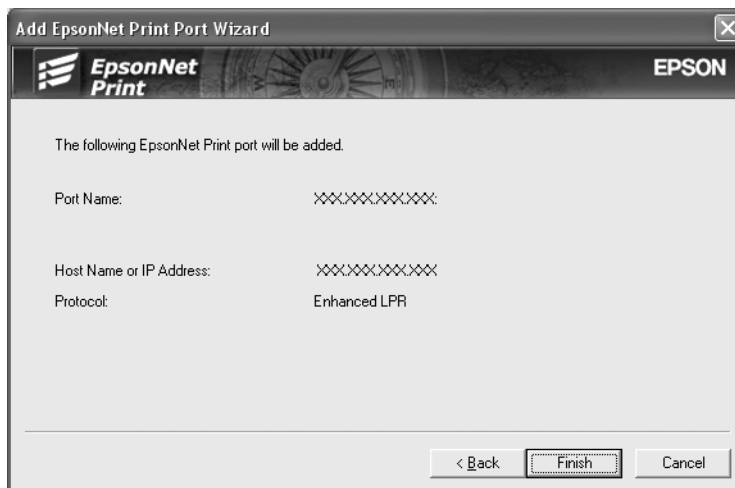 Add EpsonNet Print Port Wizard
EpsonNet
Print
EPSON
The following EpsonNet Print port will be added.
Port Name: XXX.XXX.XXX.XXX:
Host Name or IP Address: XXX.XXX.XXX.XXX
Protocol: Enhanced LPR
< Back Finish Cancel